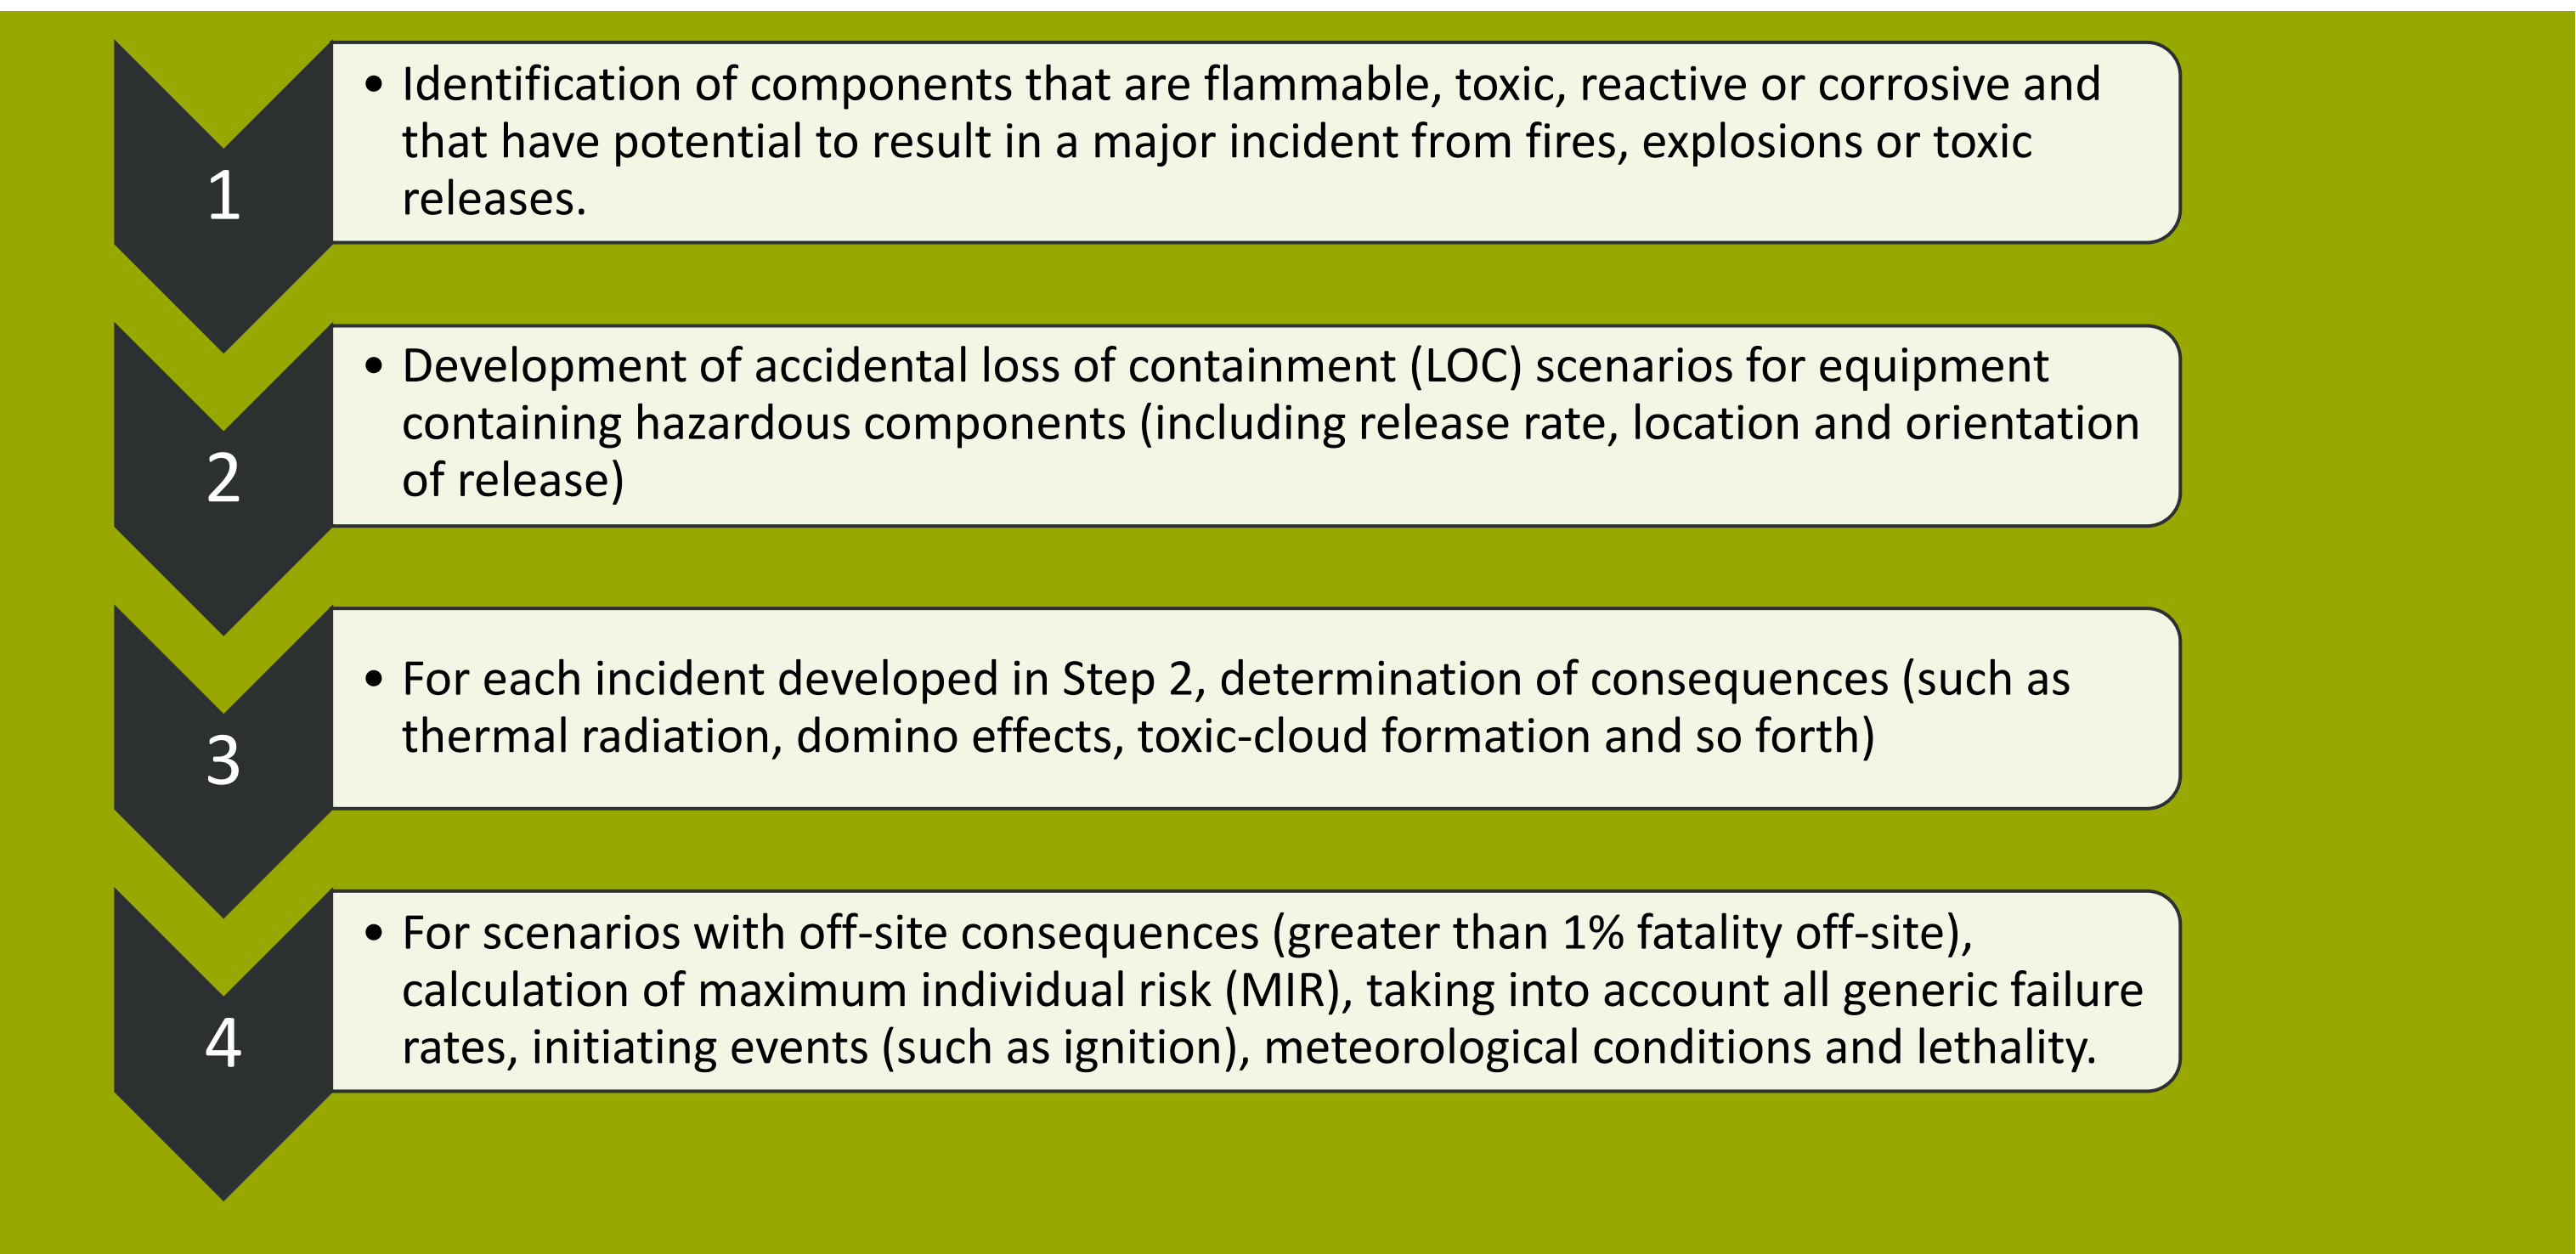 1
• Identification of components that are flammable, toxic, reactive or corrosive and
that have potential to result in a major incident from fires, explosions or toxic
releases.
2
• Development of accidental loss of containment (LOC) scenarios for equipment
containing hazardous components (including release rate, location and orientation
of release)
3
• For each incident developed in Step 2, determination of consequences (such as
thermal radiation, domino effects, toxic-cloud formation and so forth)
4
• For scenarios with off-site consequences (greater than 1% fatality off-site),
calculation of maximum individual risk (MIR), taking into account all generic failure
rates, initiating events (such as ignition), meteorological conditions and lethality.